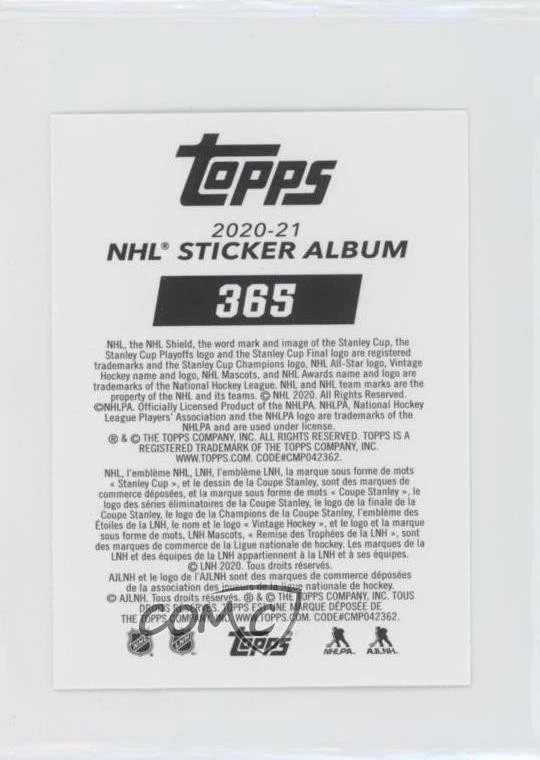 Topps
2020-21
NHL® STICKER ALBUM
365
NHL, the NHL Shield, the word mark and image of the Stanley Cup, the
Stanley Cup Playoffs logo and the Stanley Cup Final logo are registered
trademarks and the Stanley Cup Champions logo, NHL All-Star logo, Vintage
Hockey name and logo, NHL Mascots, and NHL Awards name and logo are
trademarks of the National Hockey League. NHL and NHL team marks are the
property of the NHL and its teams. © NHL 2020. All Rights Reserved.
©NHLPA. Officially Licensed Product of the NHLPA. NHLPA, National Hockey
League Players' Association and the NHLPA logo are trademarks of the
NHLPA and are used under license.
® & © THE TOPPS COMPANY, INC. ALL RIGHTS RESERVED. TOPPS IS A
REGISTERED TRADEMARK OF THE TOPPS COMPANY, INC.
WWW.TOPPS.COM. CODE#CMP042362.
NHL, l'emblème NHL, LNH, l'emblème LNH, la marque sous forme de mots
« Stanley Cup », et le dessin de la Coupe Stanley, sont des marques de
commerce déposées, et la marque sous forme de mots « Coupe Stanley », le
logo des séries éliminatoires de la Coupe Stanley, le logo de la finale de la
Coupe Stanley, le logo de la Champions de la Coupe Stanley, l'emblème des
Étoiles de la LNH, le nom et le logo « Vintage Hockey », et le logo et la marque
sous forme de mots, LNH Mascots, « Remise des Trophées de la LNH », sont
des marques de commerce de la Ligue nationale de hockey. Les marques de la
LNH et des équipes de la LNH appartiennent à la LNH et à ses équipes.
© LNH 2020. Tous droits réservés.
AJLNH et le logo de l'AJLNH sont des marques de commerce déposées
de la association des joueurs de la ligue nationale de hockey.
© AJLNH. Tous droits réservés. ® & © THE TOPPS COMPANY, INC. TOUS
DROITS RÉSERVÉS. TOPPS EST UNE MARQUE DÉPOSÉE DE
THE TOPPS COMPANY, INC. WWW.TOPPS.COM. CODE#CMP042362.
COMC
NHL Topps NHLPA. AJLNH.